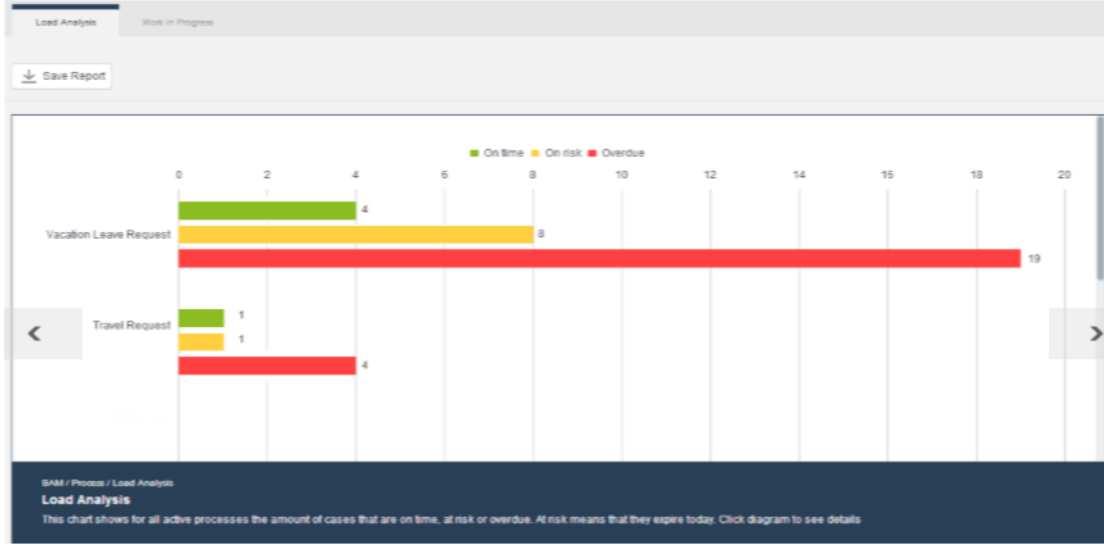 Load Analysis Work in Progress
Save Report
On time On risk Overdue
0 2 4 6 8 10 12 14 16 18 20
4
Vacation Leave Request 8
19
1
Travel Request
1
4
BAM / Process / Load Analysis
Load Analysis
This chart shows for all active processes the amount of cases that are on time, at risk or overdue. At risk means that they expire today. Click diagram to see details